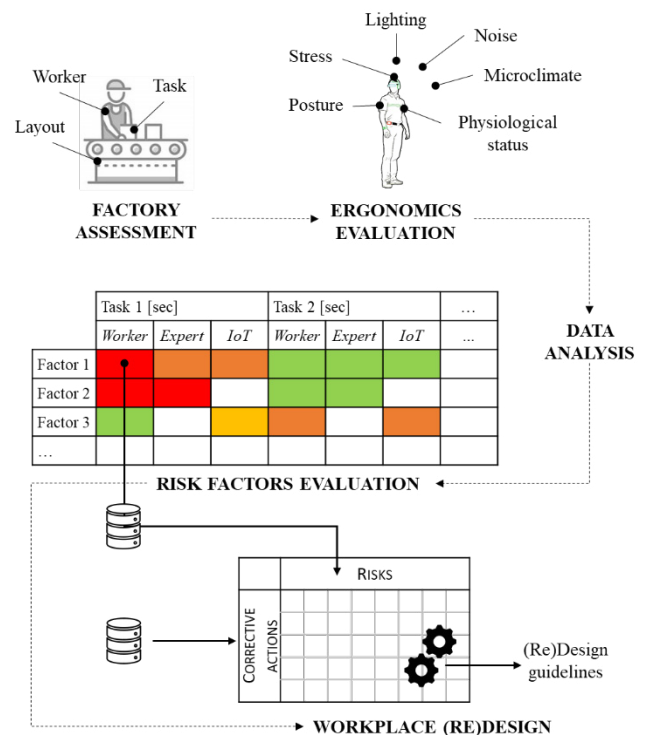 Lighting
Noise
Stress
Microclimate
Worker
Task
Posture
Physiological
status
Layout
FACTORY
ASSESSMENT
ERGONOMICS
EVALUATION
Task 1 [sec] Task 2 [sec] …
Worker Expert IoT Worker Expert IoT ...
DATA
ANALYSIS
Factor 1
Factor 2
Factor 3
…
RISK FACTORS EVALUATION
RISKS
CORRECTIVE
ACTIONS
(Re)Design
guidelines
WORKPLACE (RE)DESIGN